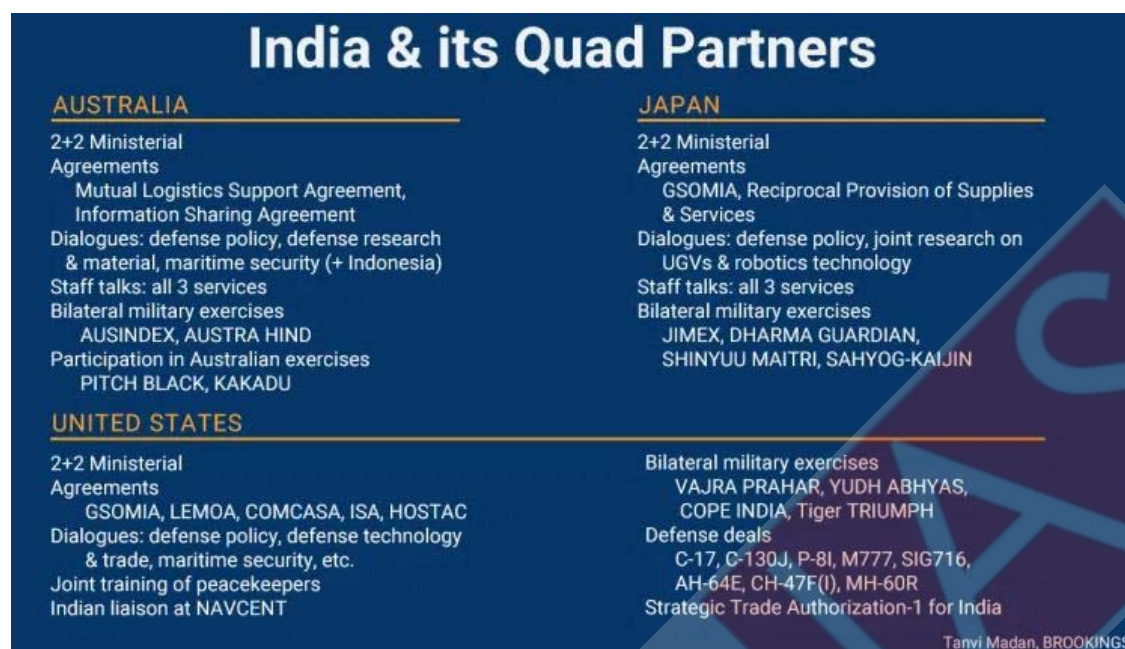 India & its Quad Partners
AUSTRALIA
2+2 Ministerial
Agreements
Mutual Logistics Support Agreement,
Information Sharing Agreement
Dialogues: defense policy, defense research
& material, maritime security (+ Indonesia)
Staff talks: all 3 services
Bilateral military exercises
AUSINDEX, AUSTRA HIND
Participation in Australian exercises
PITCH BLACK, KAKADU
JAPAN
2+2 Ministerial
Agreements
GSOMIA, Reciprocal Provision of Supplies
& Services
Dialogues: defense policy, joint research on
UGVs & robotics technology
Staff talks: all 3 services
Bilateral military exercises
JIMEX, DHARMA GUARDIAN,
SHINYUU MAITRI, SAHYOG-KAIJIN
UNITED STATES
2+2 Ministerial
Agreements
GSOMIA, LEMOA, COMCASA, ISA, HOSTAC
Dialogues: defense policy, defense technology
& trade, maritime security, etc.
Joint training of peacekeepers
Indian liaison at NAVCENT
Bilateral military exercises
VAJRA PRAHAR, YUDH ABHYAS,
COPE INDIA, Tiger TRIUMPH
Defense deals
C-17, C-130J, P-8I, M777, SIG716,
AH-64E, CH-47F(I), MH-60R
Strategic Trade Authorization-1 for India
Tanvi Madan, BROOKINGS